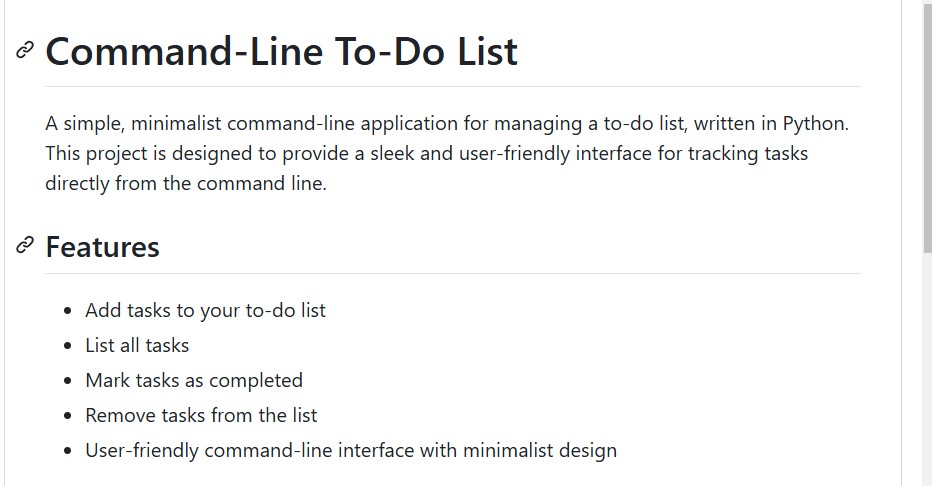 Command-Line To-Do List
A simple, minimalist command-line application for managing a to-do list, written in Python.
This project is designed to provide a sleek and user-friendly interface for tracking tasks
directly from the command line.
Features
Add tasks to your to-do list
List all tasks
Mark tasks as completed
Remove tasks from the list
User-friendly command-line interface with minimalist design